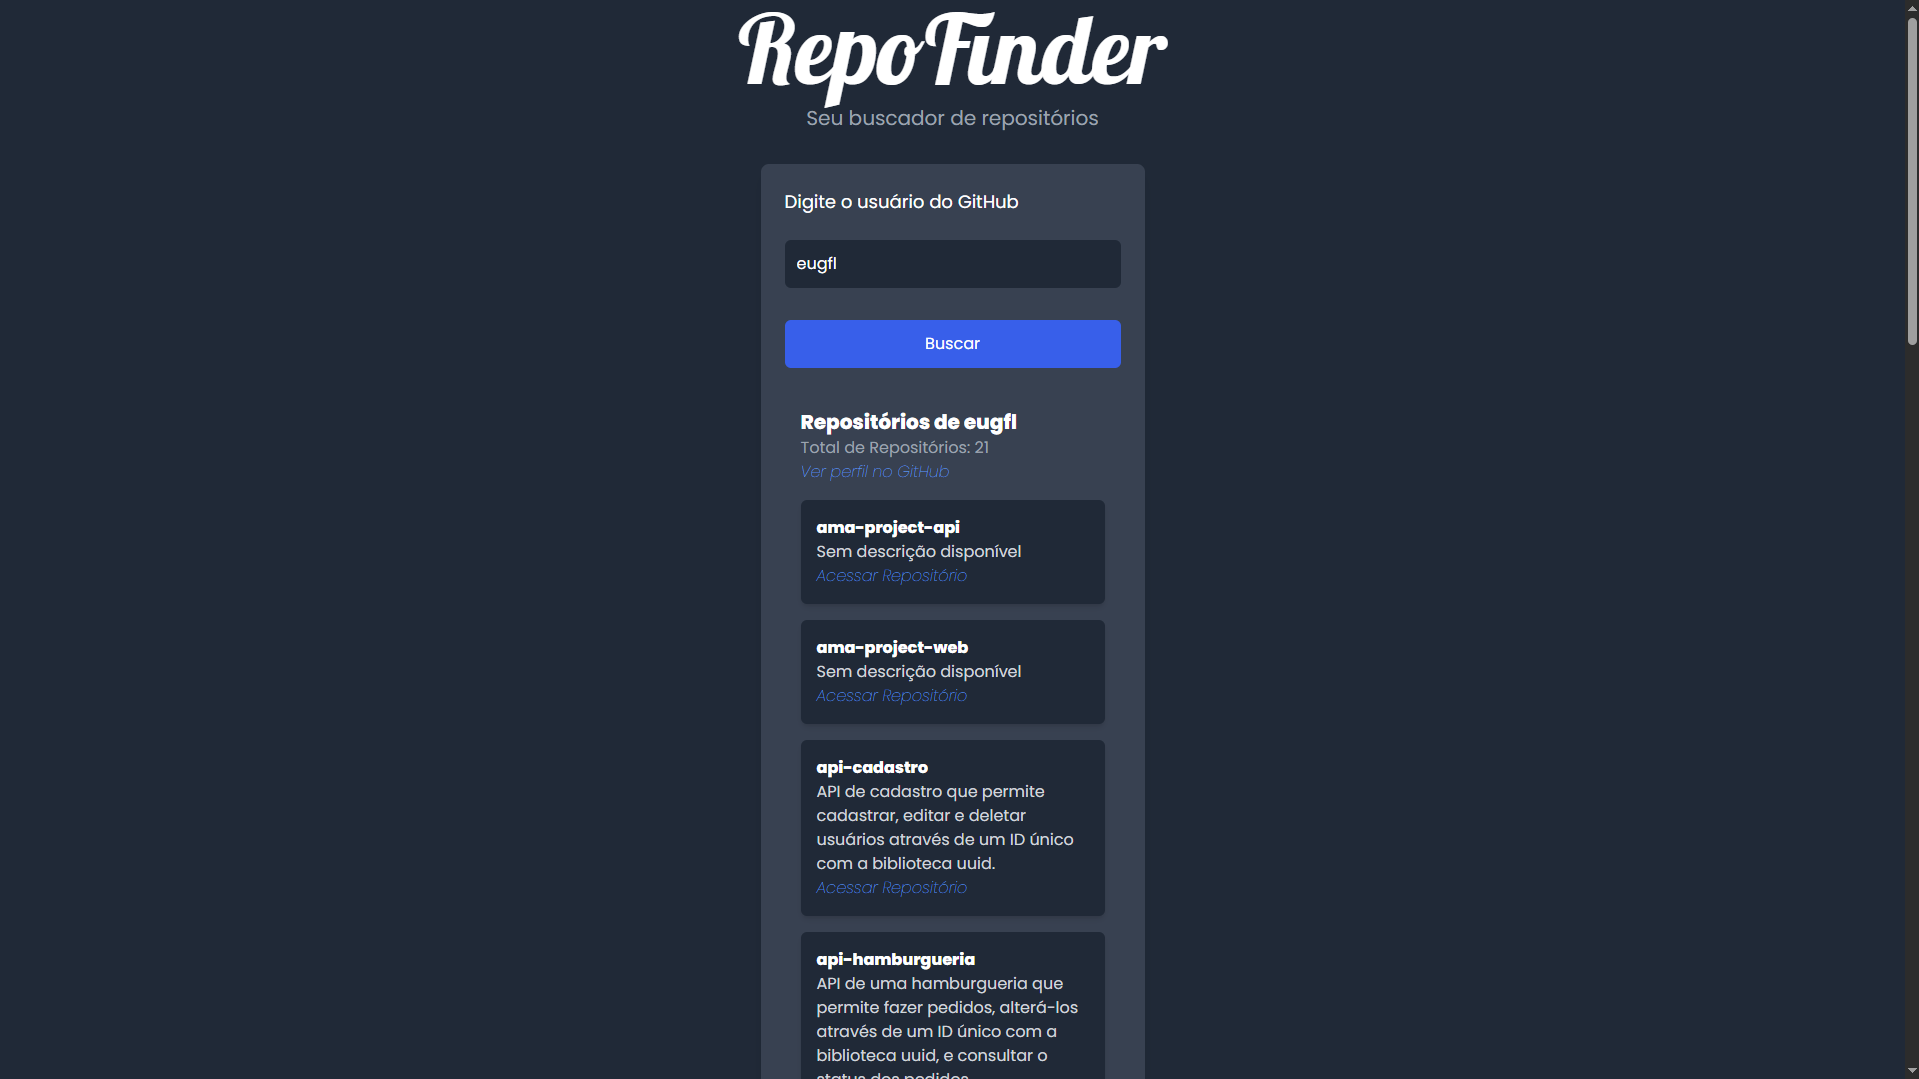 RepoFinder
Seu buscador de repositórios
Digite o usuário do GitHub
eugfl
Buscar
Repositórios de eugfl
Total de Repositórios: 21
Ver perfil no GitHub
ama-project-api
Sem descrição disponível
Acessar Repositório
ama-project-web
Sem descrição disponível
Acessar Repositório
api-cadastro
API de cadastro que permite
cadastrar, editar e deletar
usuários através de um ID único
com a biblioteca uuid.
Acessar Repositório
api-hamburgueria
API de uma hamburgueria que
permite fazer pedidos, alterá-los
através de um ID único com a
biblioteca uuid, e consultar o
status dos pedidos